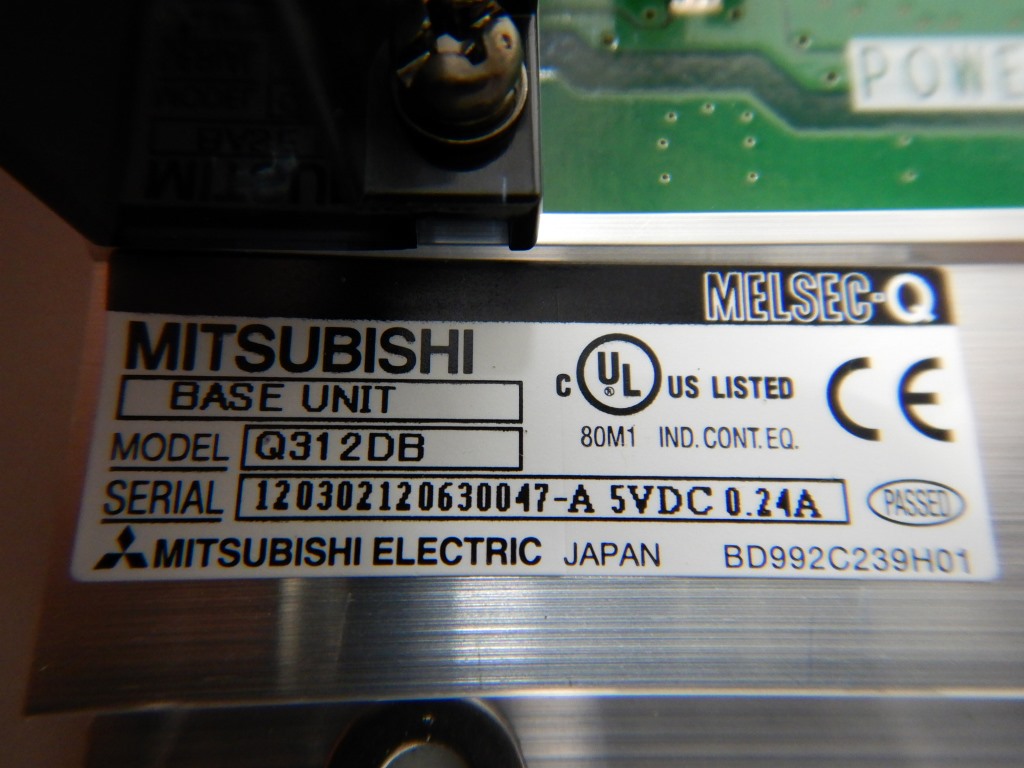 POWE
MELSEC-Q
MITSUBISHI
BASE UNIT
C UL ® US LISTED
80M1 IND. CONT. EQ.
CE
MODEL Q312DB
SERIAL 120302120630047-A 5VDC 0.24A
PASSED
MITSUBISHI ELECTRIC JAPAN BD992C239H01